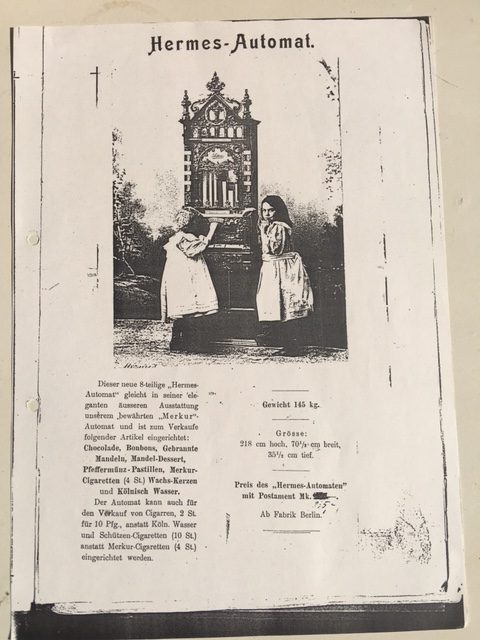 Hermes-Automat.
Dieser neue 8-teilige „Hermes-
Automat“ gleicht in seiner ele-
ganten äusseren Ausstattung
unserem bewährten „Merkur“-
Automat und ist zum Verkaufe
folgender Artikel eingerichtet:
Chocolade, Bonbons, Gebrannte
Mandeln, Mandel-Dessert,
Pfeffermünz-Pastillen, Merkur-
Cigaretten (4 St.) Wachs-Kerzen
und Kölnisch Wasser.
Der Automat kann auch für
den Verkauf von Cigarren, 2 St.
für 10 Pfg., anstatt Köln. Wasser
und Schützen-Cigaretten (10 St.)
anstatt Merkur-Cigaretten (4 St.)
eingerichtet werden.
Gewicht 145 kg.
Grösse:
218 cm hoch, 70½ cm breit,
35½ cm tief.
Preis des „Hermes-Automaten“
mit Postament Mk.
Ab Fabrik Berlin.